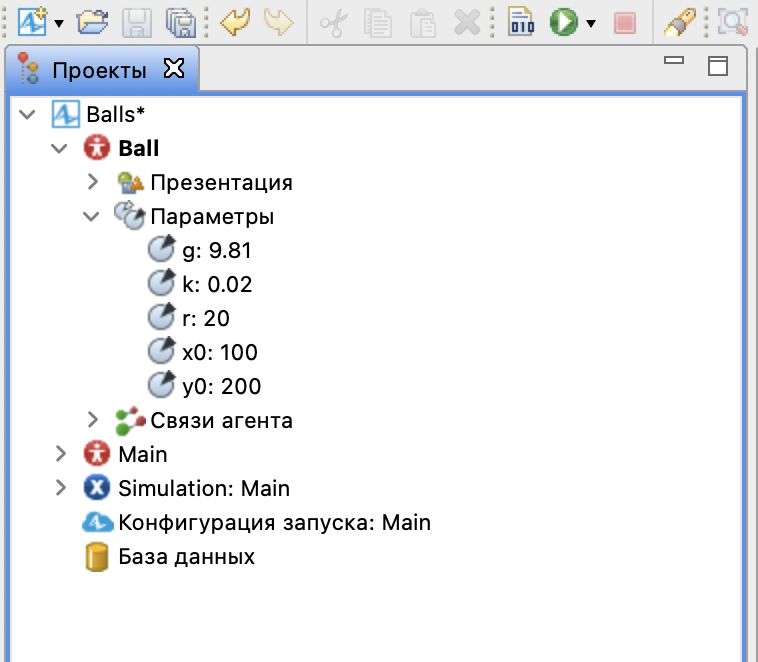 010
Проекты
Balls*
Ball
Презентация
Параметры
g: 9.81
k: 0.02
r: 20
x0: 100
y0: 200
Связи агента
Main
Simulation: Main
Конфигурация запуска: Main
База данных